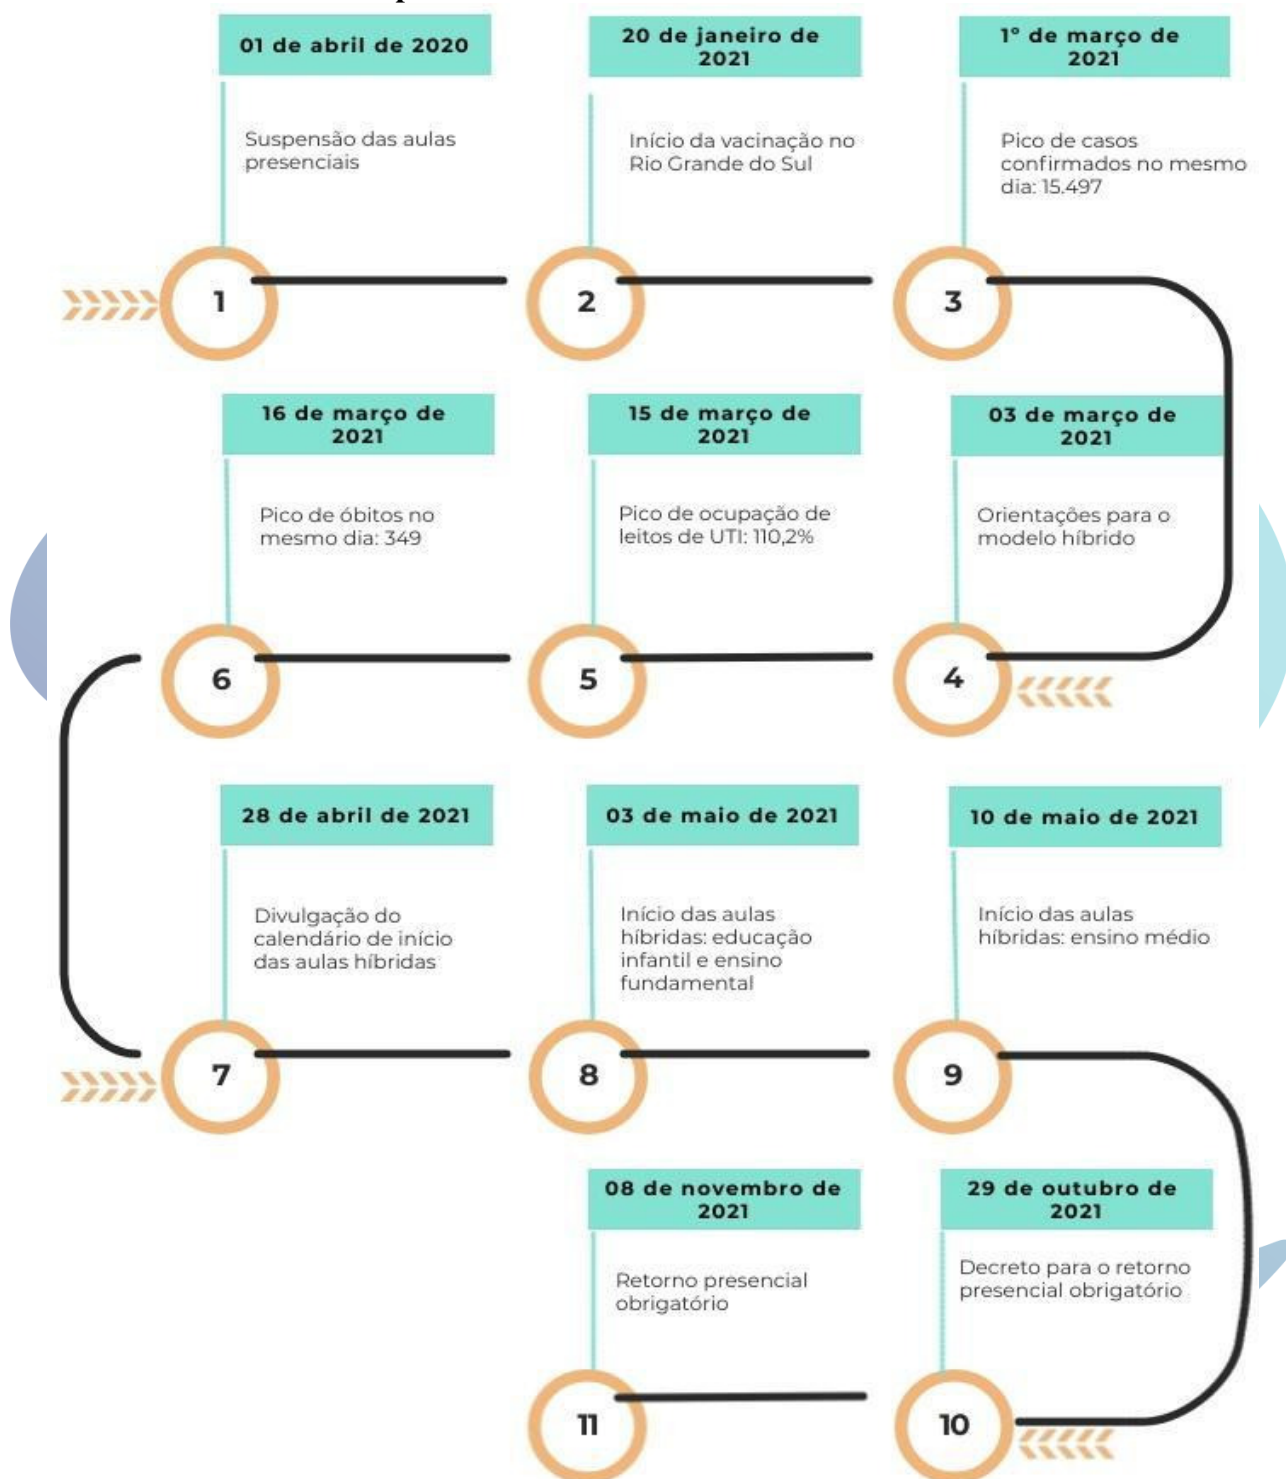 01 de abril de 2020
Suspensão das aulas
presenciais
1
20 de janeiro de
2021
Início da vacinação no
Rio Grande do Sul
2
1º de março de
2021
Pico de casos
confirmados no mesmo
dia: 15.497
3
03 de março de
2021
Orientações para o
modelo híbrido
4
15 de março de
2021
Pico de ocupação de
leitos de UTI: 110,2%
5
16 de março de
2021
Pico de óbitos no
mesmo dia: 349
6
28 de abril de 2021
Divulgação do
calendário de início
das aulas híbridas
7
03 de maio de 2021
Início das aulas
híbridas: educação
infantil e ensino
fundamental
8
10 de maio de 2021
Início das aulas
híbridas: ensino médio
9
29 de outubro de
2021
Decreto para o retorno
presencial obrigatório
10
08 de novembro de
2021
Retorno presencial
obrigatório
11